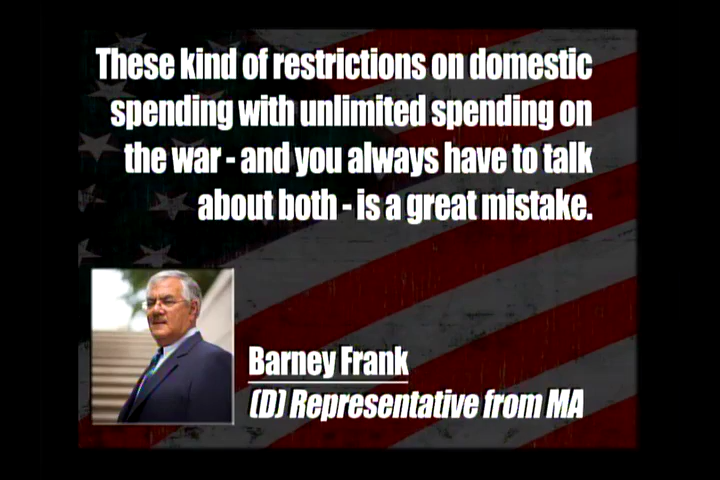 These kind of restrictions on domestic
spending with unlimited spending on
the war - and you always have to talk
about both - is a great mistake.
Barney Frank
(D) Representative from MA